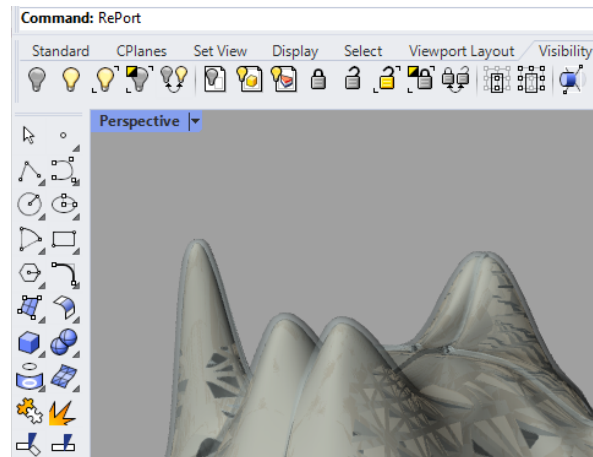 Command: RePort
Standard CPlanes Set View Display Select Viewport Layout Visibility
Perspective